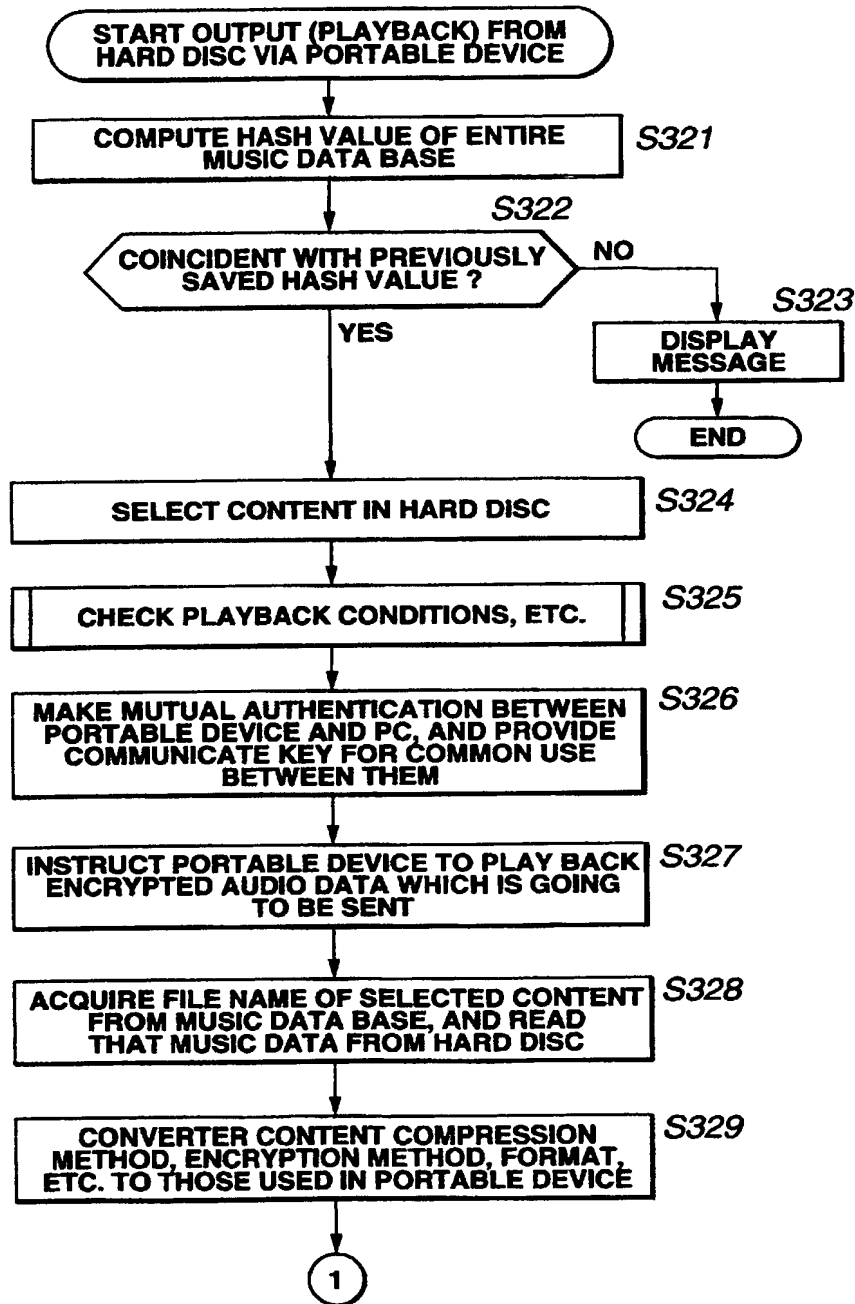 START OUTPUT (PLAYBACK) FROM
HARD DISC VIA PORTABLE DEVICE
COMPUTE HASH VALUE OF ENTIRE
MUSIC DATA BASE
S321
S322
COINCIDENT WITH PREVIOUSLY
SAVED HASH VALUE ?
NO
YES
S323
DISPLAY
MESSAGE
END
SELECT CONTENT IN HARD DISC
S324
CHECK PLAYBACK CONDITIONS, ETC.
S325
MAKE MUTUAL AUTHENTICATION BETWEEN
PORTABLE DEVICE AND PC, AND PROVIDE
COMMUNICATE KEY FOR COMMON USE
BETWEEN THEM
S326
INSTRUCT PORTABLE DEVICE TO PLAY BACK
ENCRYPTED AUDIO DATA WHICH IS GOING
TO BE SENT
S327
ACQUIRE FILE NAME OF SELECTED CONTENT
FROM MUSIC DATA BASE, AND READ
THAT MUSIC DATA FROM HARD DISC
S328
CONVERTER CONTENT COMPRESSION
METHOD, ENCRYPTION METHOD, FORMAT,
ETC. TO THOSE USED IN PORTABLE DEVICE
S329
1